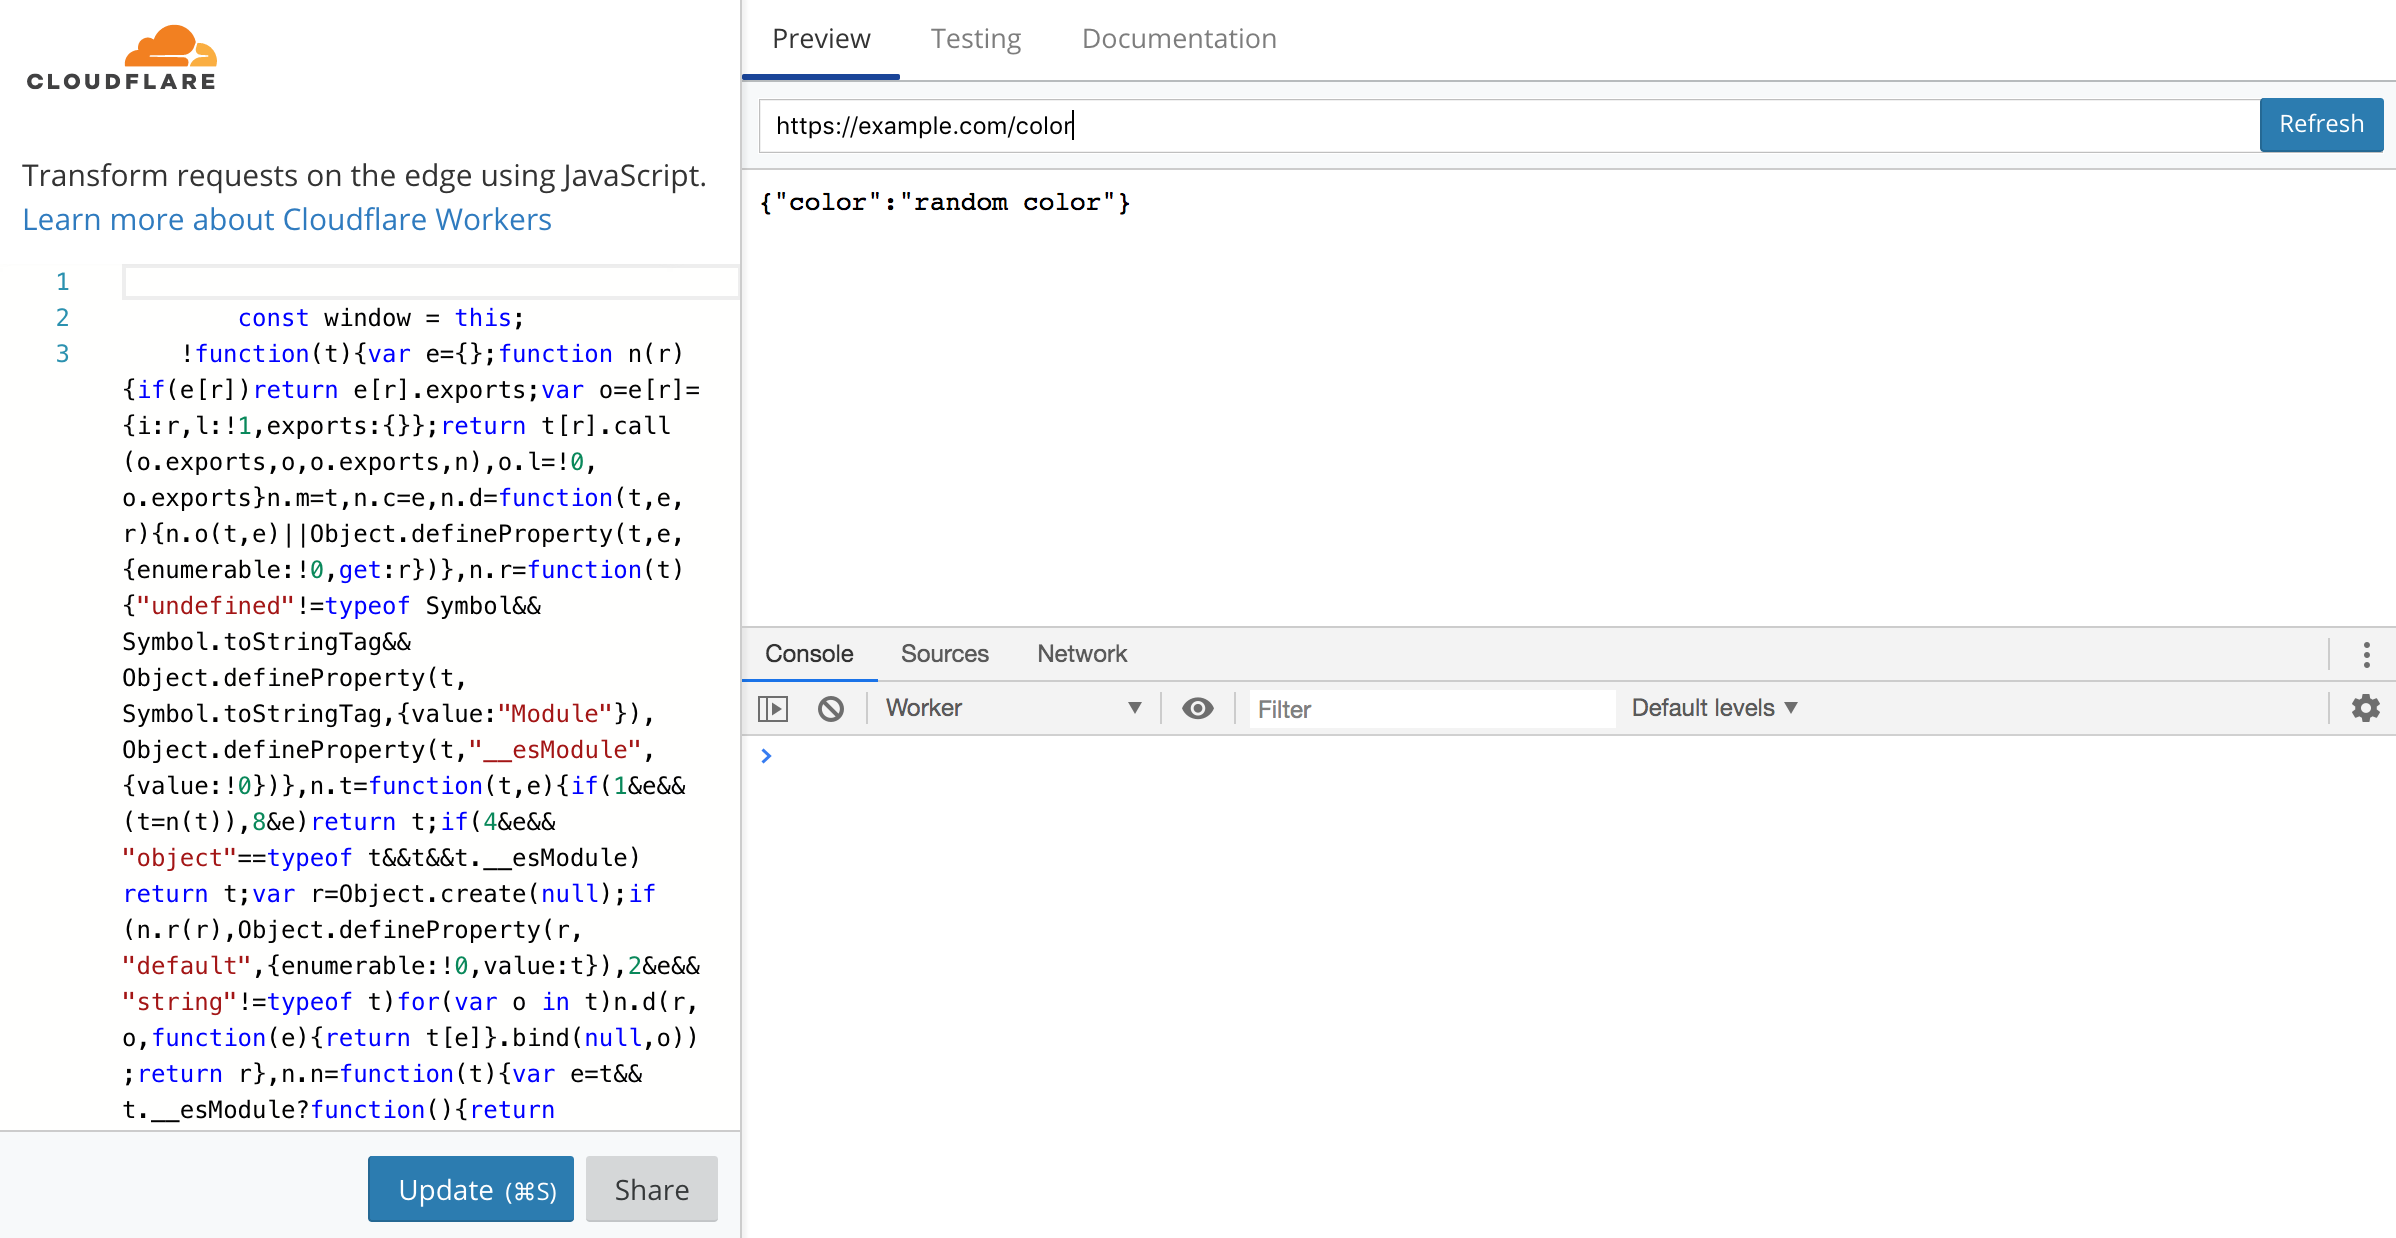 CLOUDFLARE
Transform requests on the edge using JavaScript.
Learn more about Cloudflare Workers
1
2 const window = this;
3 !function(t){var e={};function n(r)
{if(e[r])return e[r].exports;var o=e[r]=
{i:r,l:!1,exports:{}};return t[r].call
(o.exports,o,o.exports,n),o.l=!0,
o.exports}n.m=t,n.c=e,n.d=function(t,e,
r){n.o(t,e)||Object.defineProperty(t,e,
{enumerable:!0,get:r})},n.r=function(t)
{"undefined"!=typeof Symbol&&
Symbol.toStringTag&&
Object.defineProperty(t,
Symbol.toStringTag,{value:"Module"}),
Object.defineProperty(t,"__esModule",
{value:!0})},n.t=function(t,e){if(1&e&&
(t=n(t)),8&e)return t;if(4&e&&
"object"==typeof t&&t&&t.__esModule)
return t;var r=Object.create(null);if
(n.r(r),Object.defineProperty(r,
"default",{enumerable:!0,value:t}),2&e&&
"string"!=typeof t)for(var o in t)n.d(r,
o,function(e){return t[e]}.bind(null,o))
;return r},n.n=function(t){var e=t&&
t.__esModule?function(){return
Update (⌘S) Share
Preview Testing Documentation
https://example.com/color Refresh
{"color":"random color"}
Console Sources Network
Worker ▼ Filter Default levels ▼